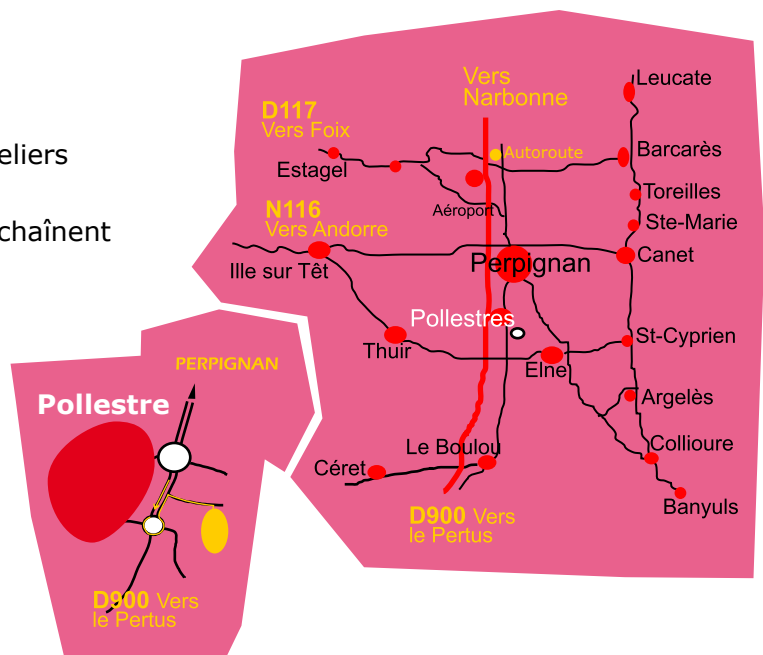 eliers
chaînent
Vers
Narbonne
Leucate
D117
Vers Foix
Autoroute
Barcarès
Estagel
Toreilles
Aéroport
N116
Vers Andorre
Ste-Marie
Canet
Perpignan
Ille sur Têt
Pollestres
St-Cyprien
Thuir
Elne
Argelès
Le Boulou
Collioure
Céret
Banyuls
D900 Vers
le Pertus
PERPIGNAN
Pollestre
D900 Vers
le Pertus